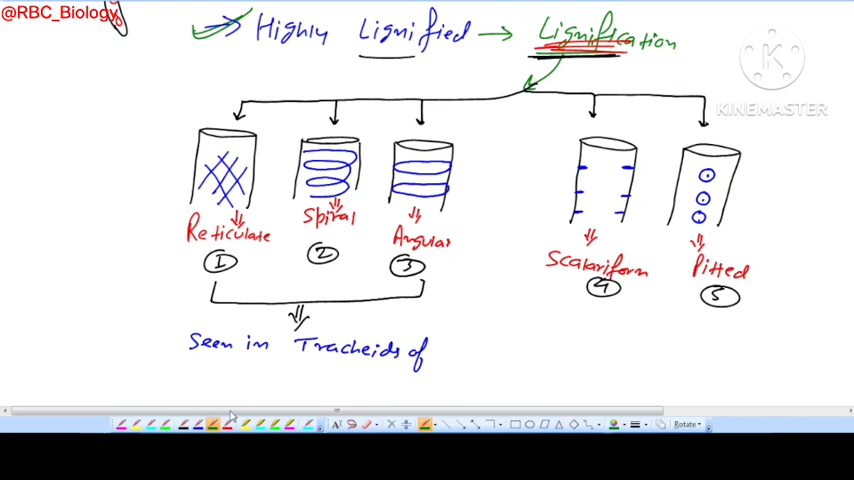 @RBC_Biology
Highly Lignified → Lignification
KINEMASTER
Reticulate
Spiral
Angular
Scalariform
Pitted
1
2
3
4
5
Seen in Tracheids of
Rotate